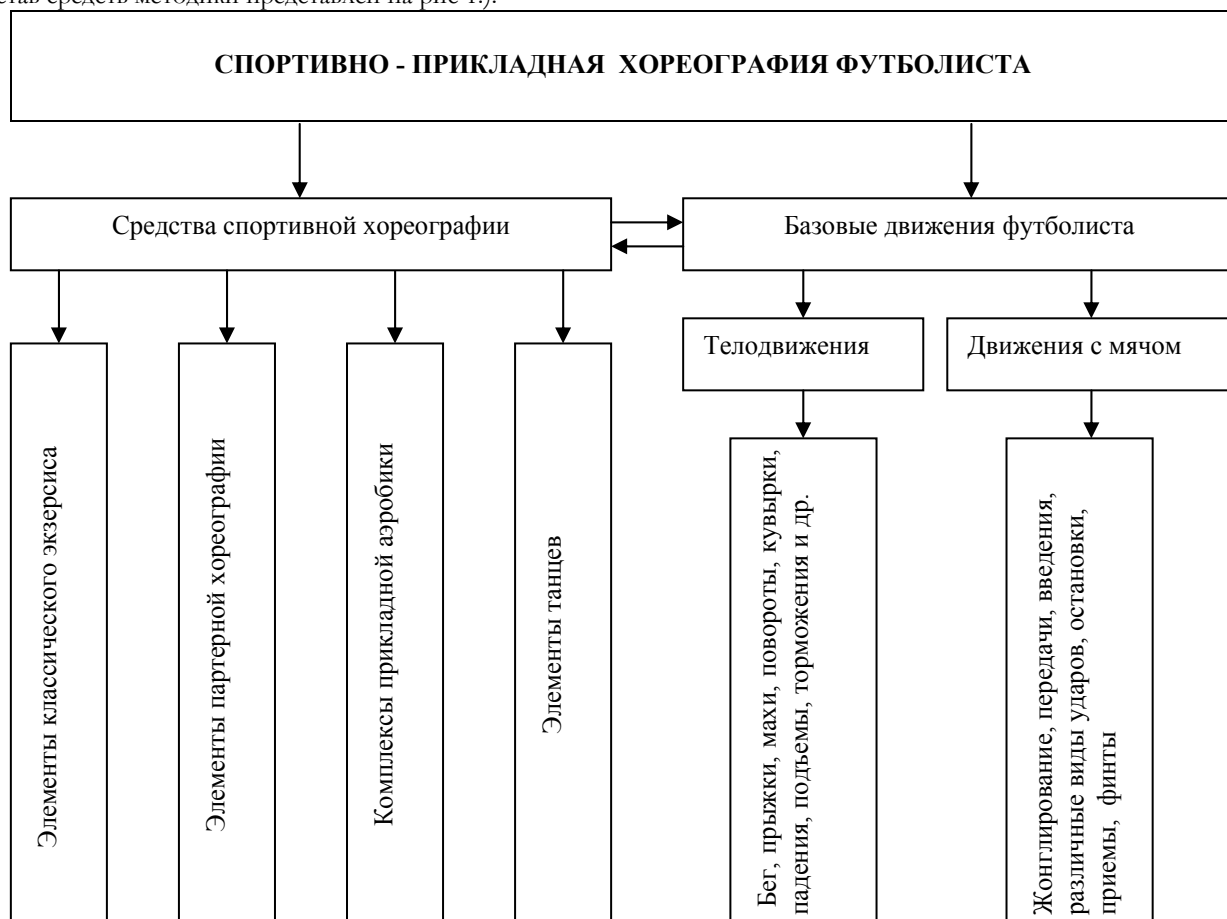 став средств методики представлен на рис 1.).
СПОРТИВНО - ПРИКЛАДНАЯ ХОРЕОГРАФИЯ ФУТБОЛИСТА
Средства спортивной хореографии
Базовые движения футболиста
Телодвижения
Движения с мячом
Элементы классического экзерсиса
Элементы партерной хореографии
Комплексы прикладной аэробики
Элементы танцев
Бег, прыжки, махи, повороты, кувырки,
падения, подъемы, торможения и др.
Жонглирование, передачи, введения,
различные виды ударов, остановки,
приемы, финты